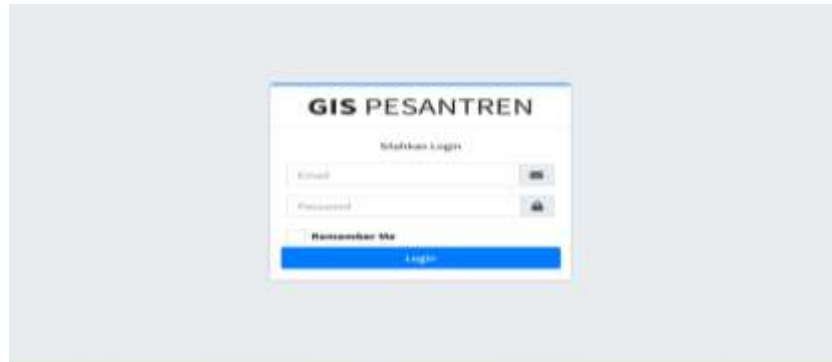 GIS PESANTREN
Silahkan Login
Email
Password
Remember Me
Login